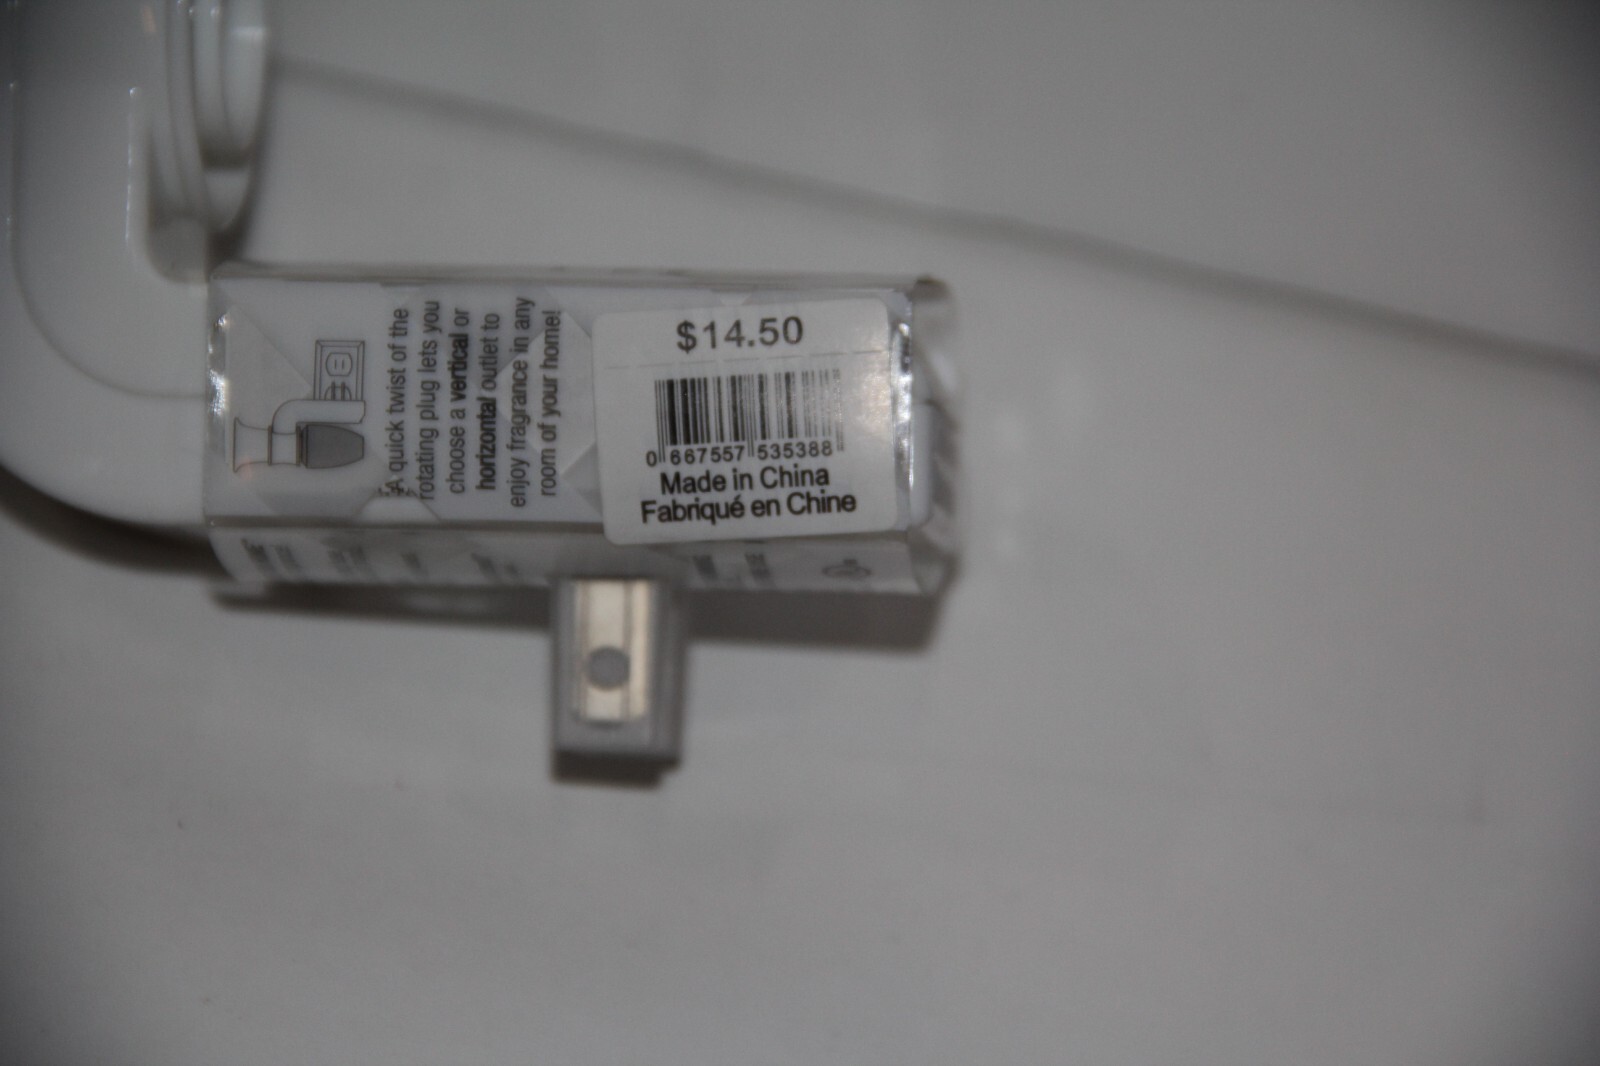 A quick twist of the
rotating plug lets you
choose a vertical or
horizontal outlet to
enjoy fragrance in any
room of your home!
$14.50
0 667557 535388
Made in China
Fabriqué en Chine